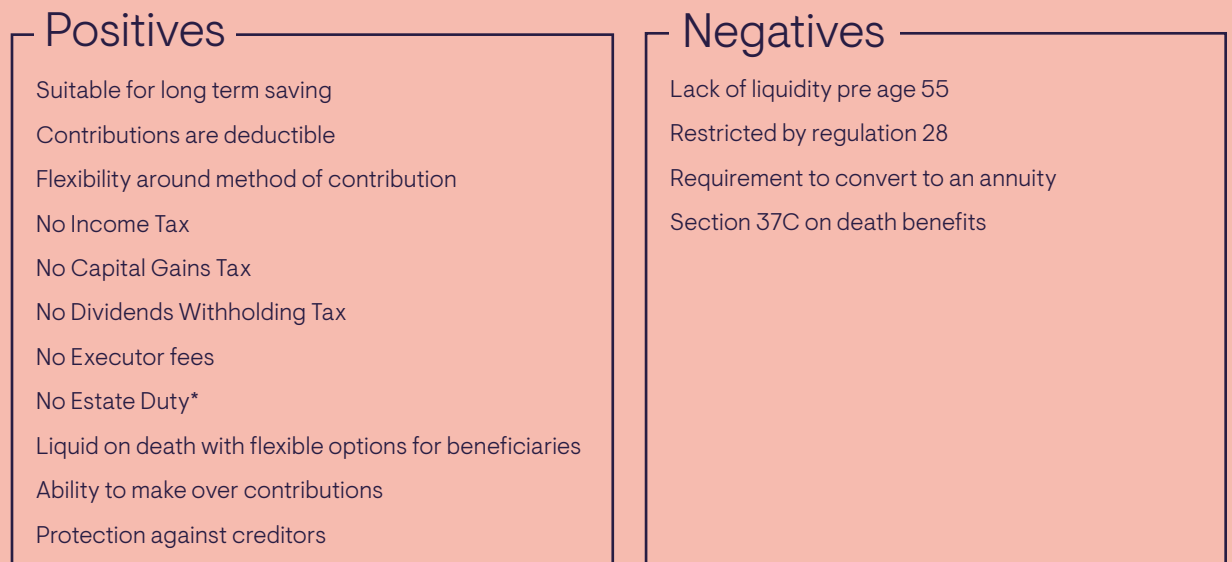 Positives
Suitable for long term saving
Contributions are deductible
Flexibility around method of contribution
No Income Tax
No Capital Gains Tax
No Dividends Withholding Tax
No Executor fees
No Estate Duty*
Liquid on death with flexible options for beneficiaries
Ability to make over contributions
Protection against creditors
Negatives
Lack of liquidity pre age 55
Restricted by regulation 28
Requirement to convert to an annuity
Section 37C on death benefits